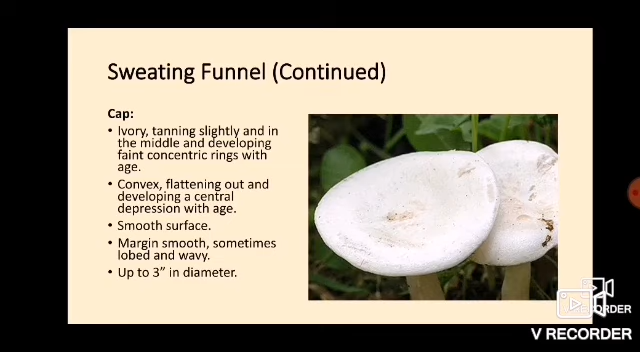 Sweating Funnel (Continued)
Cap:
• Ivory, tanning slightly and in
the middle and developing
faint concentric rings with
age.
• Convex, flattening out and
developing a central
depression with age.
• Smooth surface.
• Margin smooth, sometimes
lobed and wavy.
• Up to 3” in diameter.
V RECORDER